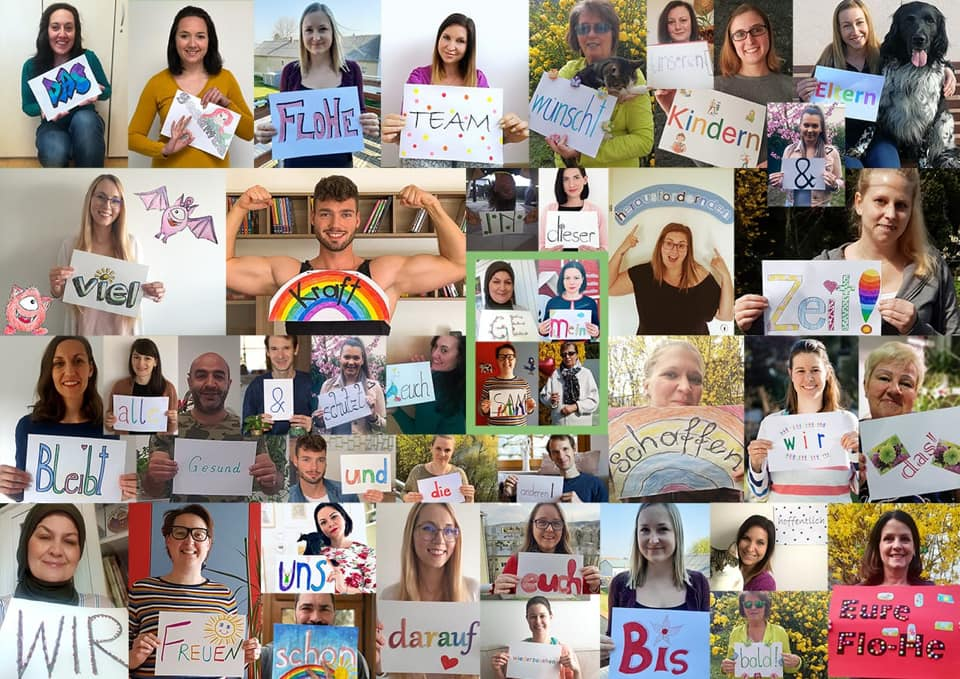 DAS
FLOHE
TEAM
wünscht
unseren!
Kindern
&
Eltern
viel
Kraft
IN
dieser
herausfordernden
Zeit!
Bleibt
alle
Gesund
&
schützt
euch
und
die
anderen!
G
Mein
SAM
schaffen
wir
das!
WIR
FREUEN
UNS
schon
darauf
euch
wiederzusehen
hoffentlich
Bis
bald!
Eure
Flo-He